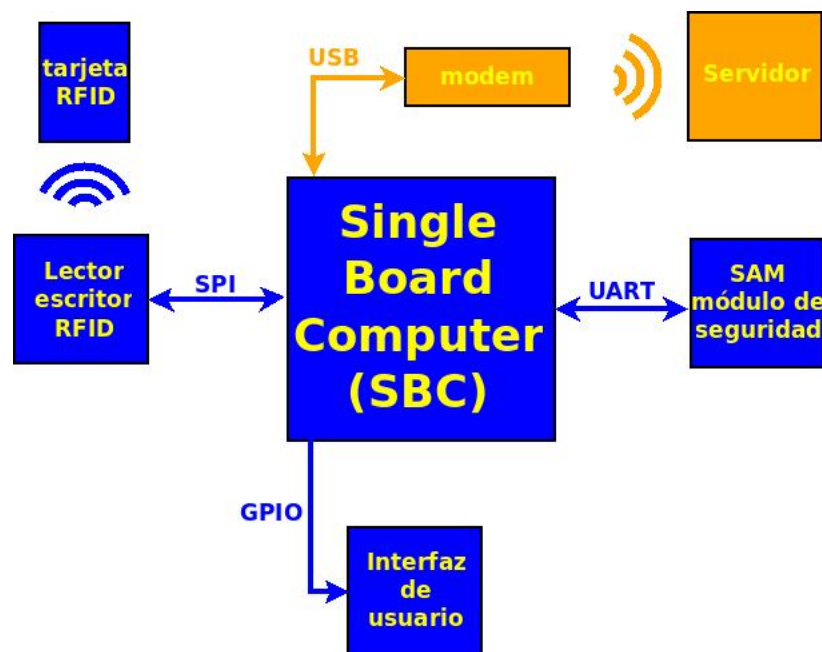 tarjeta
RFID
USB
modem
Servidor
Lector
escritor
RFID
SPI
Single
Board
Computer
(SBC)
UART
SAM
módulo de
seguridad
GPIO
Interfaz
de
usuario